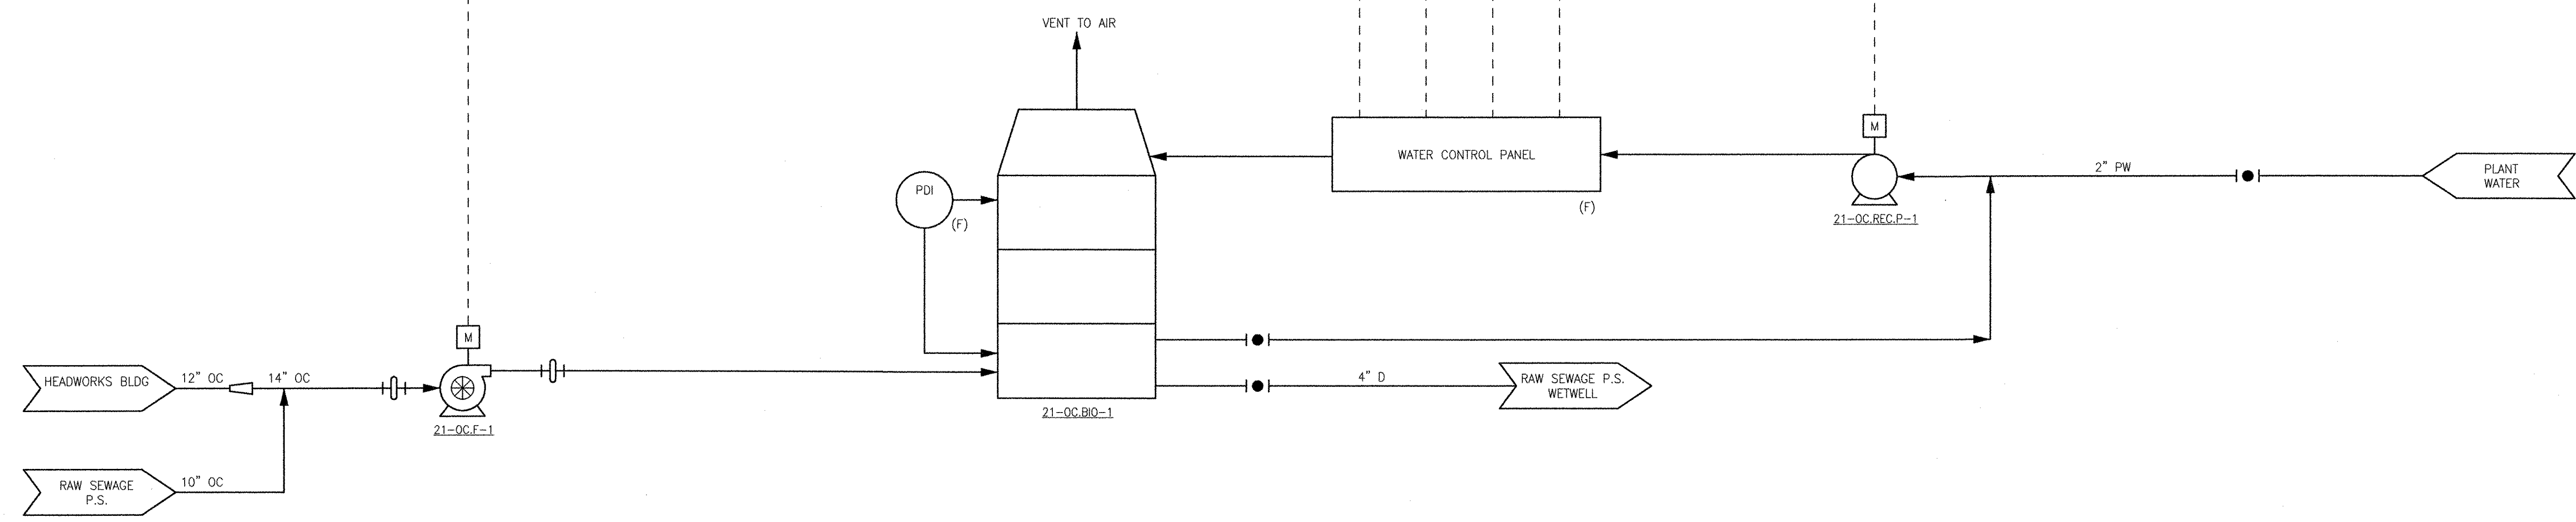 VENT TO AIR
M
WATER CONTROL PANEL
(F)
2" PW
PLANT
WATER
21-OC.REC.P-1
PDI
(F)
M
HEADWORKS BLDG
12" OC
14" OC
21-OC.F-1
21-OC.BIO-1
4" D
RAW SEWAGE P.S.
WETWELL
RAW SEWAGE
P.S.
10" OC